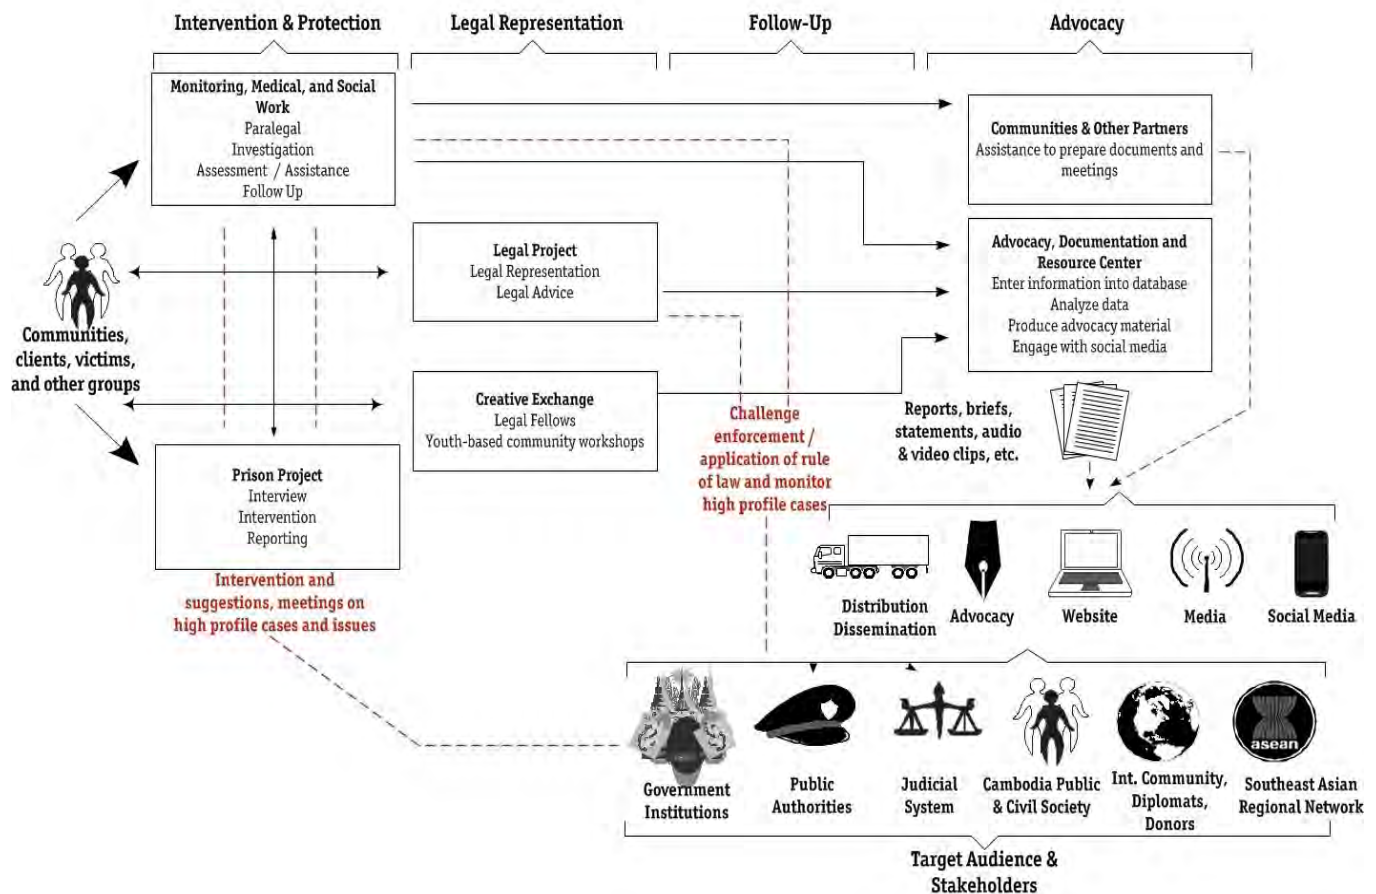 Intervention & Protection
Legal Representation
Follow-Up
Advocacy
Monitoring, Medical, and Social
Work
Paralegal
Investigation
Assessment / Assistance
Follow Up
Communities & Other Partners
Assistance to prepare documents and
meetings
Legal Project
Legal Representation
Legal Advice
Advocacy, Documentation and
Resource Center
Enter information into database
Analyze data
Produce advocacy material
Engage with social media
Communities,
clients, victims,
and other groups
Creative Exchange
Legal Fellows
Youth-based community workshops
Challenge
enforcement /
application of rule
of law and monitor
high profile cases
Reports, briefs,
statements, audio
& video clips, etc.
Prison Project
Interview
Intervention
Reporting
Intervention and
suggestions, meetings on
high profile cases and issues
Distribution
Dissemination
Advocacy
Website
Media
Social Media
asean
Government
Institutions
Public
Authorities
Judicial
System
Cambodia Public
& Civil Society
Int. Community,
Diplomats,
Donors
Southeast Asian
Regional Network
Target Audience &
Stakeholders